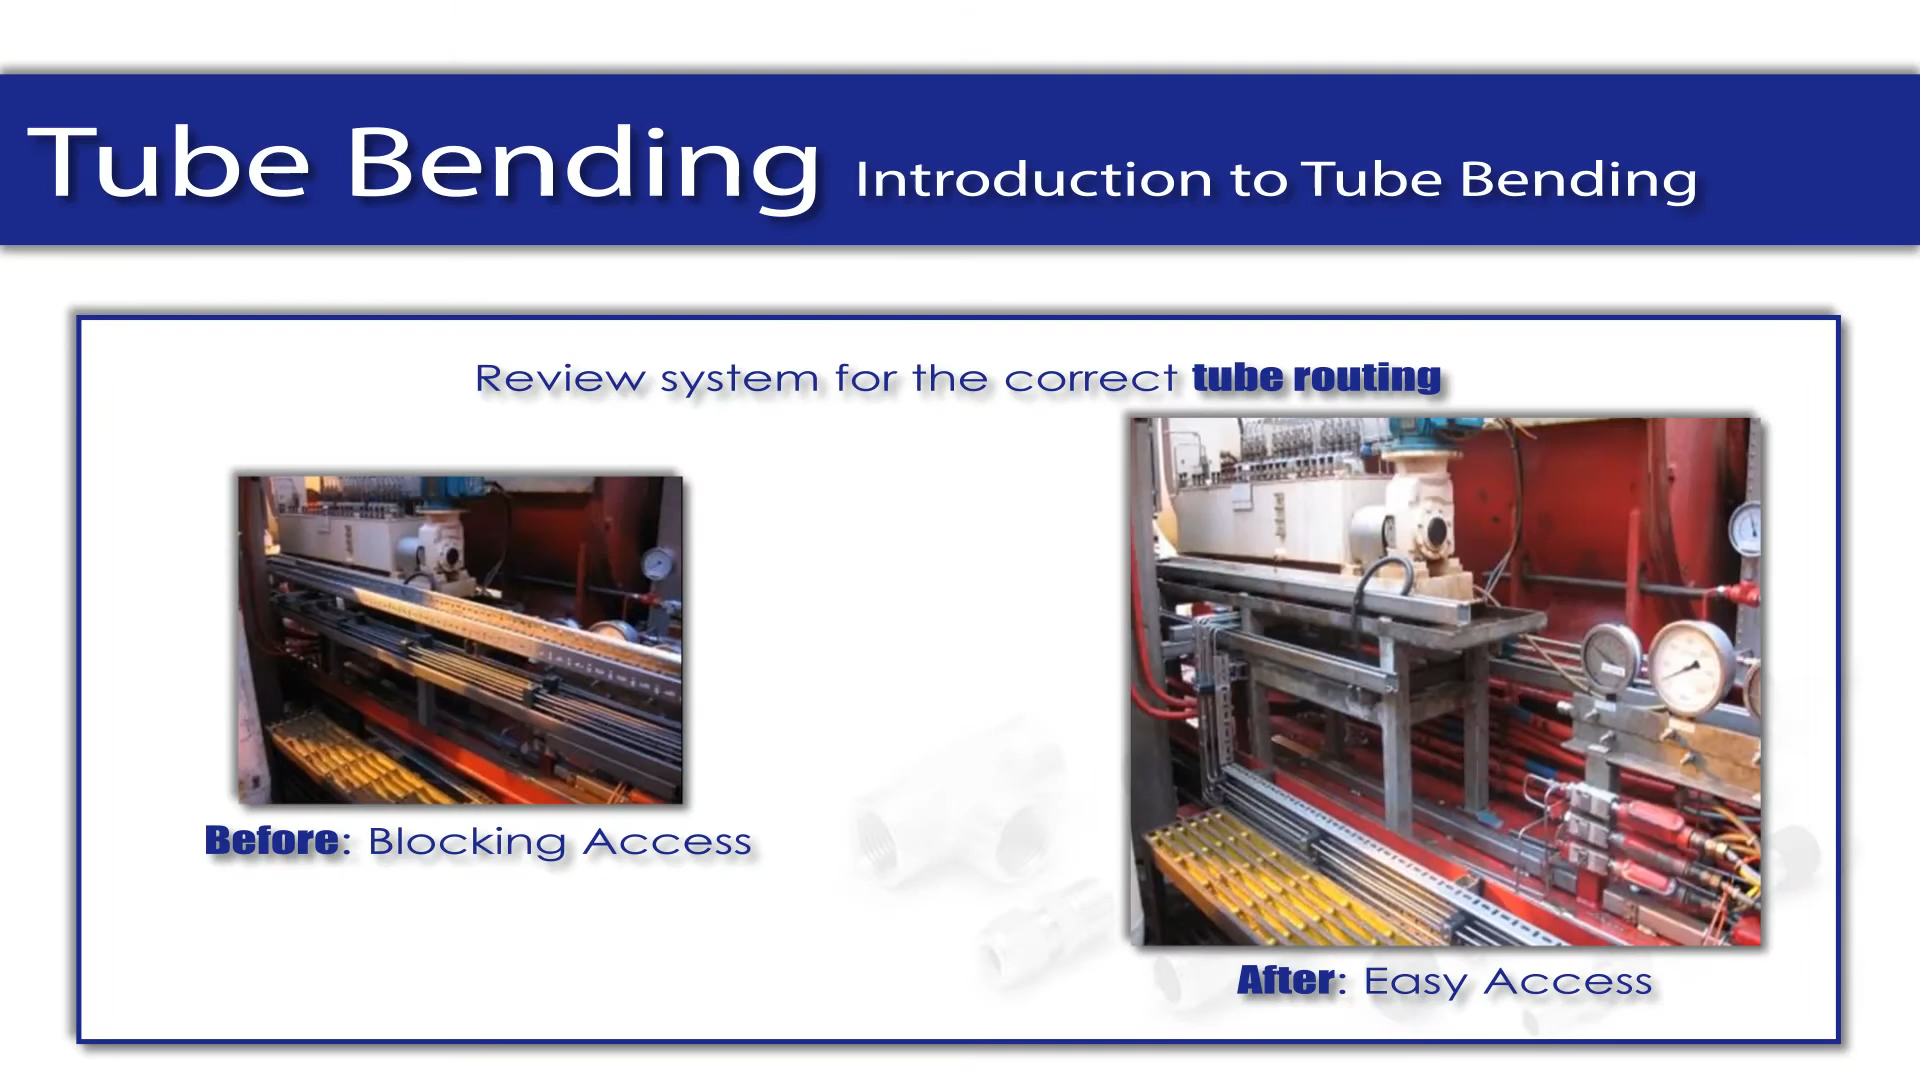 Tube Bending Introduction to Tube Bending
Review system for the correct tube routing
Before: Blocking Access
After: Easy Access